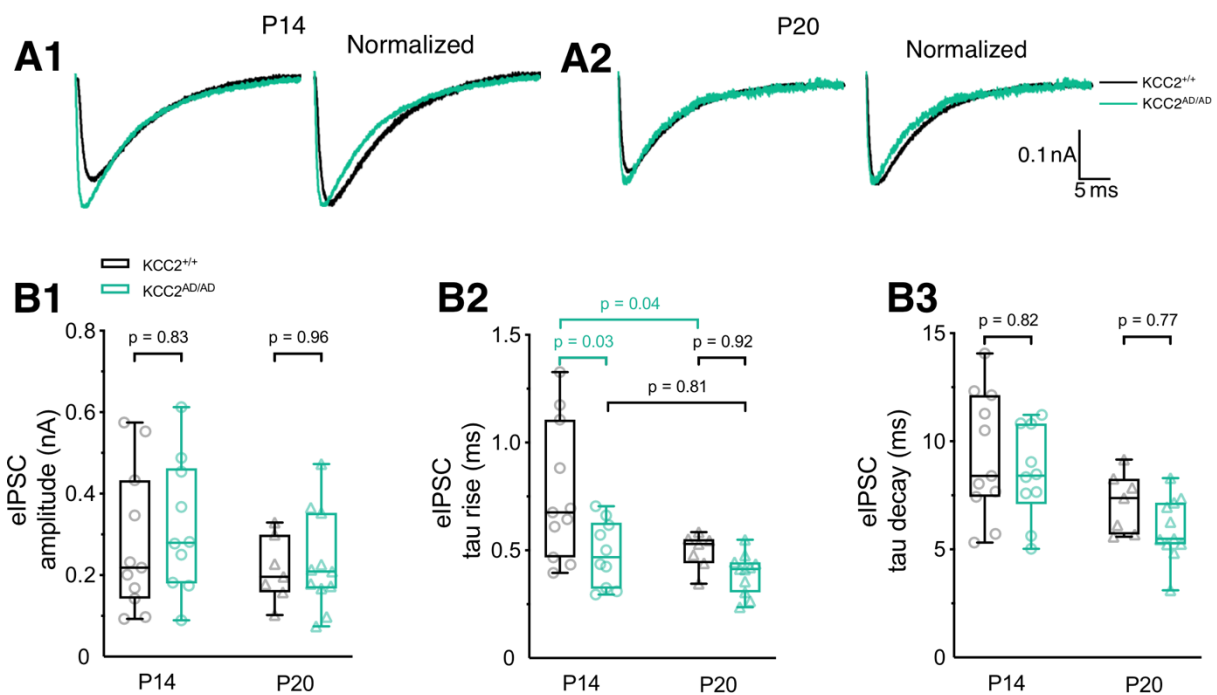 P14
P20
A1
Normalized
A2
Normalized
KCC2+/+
KCC2AD/AD
0.1 nA
5 ms
KCC2+/+
KCC2AD/AD
B1
B2
B3
0.8
0.6
0.4
0.2
0
eIPSC
amplitude (nA)
p = 0.83
p = 0.96
P14
P20
1.5
1.0
0.5
0
eIPSC
tau rise (ms)
p = 0.04
p = 0.03
p = 0.92
p = 0.81
P14
P20
15
10
5
0
eIPSC
tau decay (ms)
p = 0.82
p = 0.77
P14
P20